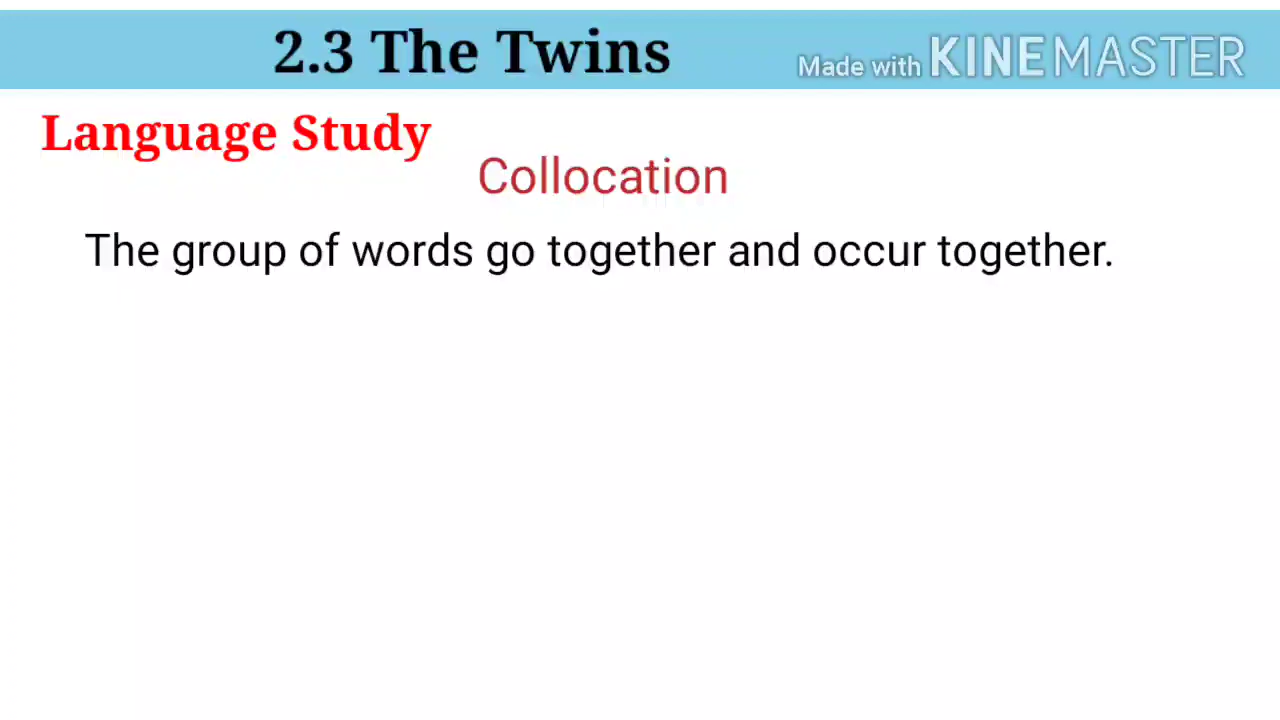 2.3 The Twins
Made with KINEMASTER
Language Study
Collocation
The group of words go together and occur together.